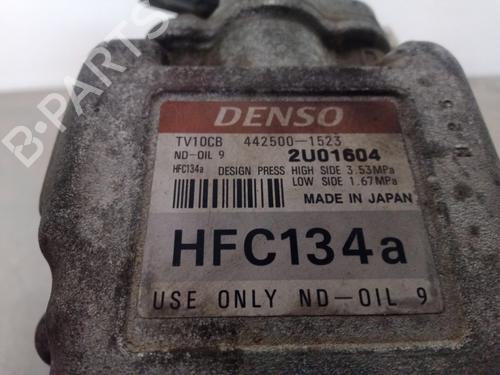 B-PARTS
DENSO
TV10CB 442500-1523
ND-OIL 9 2U01604
HFC134a DESIGN PRESS HIGH SIDE 3.53MPa
LOW SIDE 1.67MPa
MADE IN JAPAN
HFC134a
USE ONLY ND-OIL 9